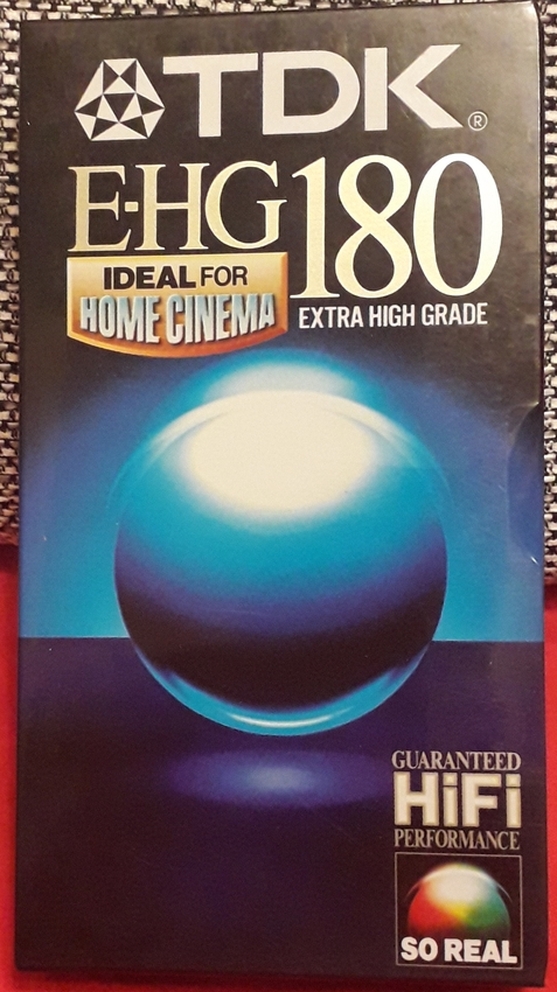 TDK®
E-HG 180
IDEAL FOR
HOME CINEMA
EXTRA HIGH GRADE
GUARANTEED
HiFi
PERFORMANCE
SO REAL